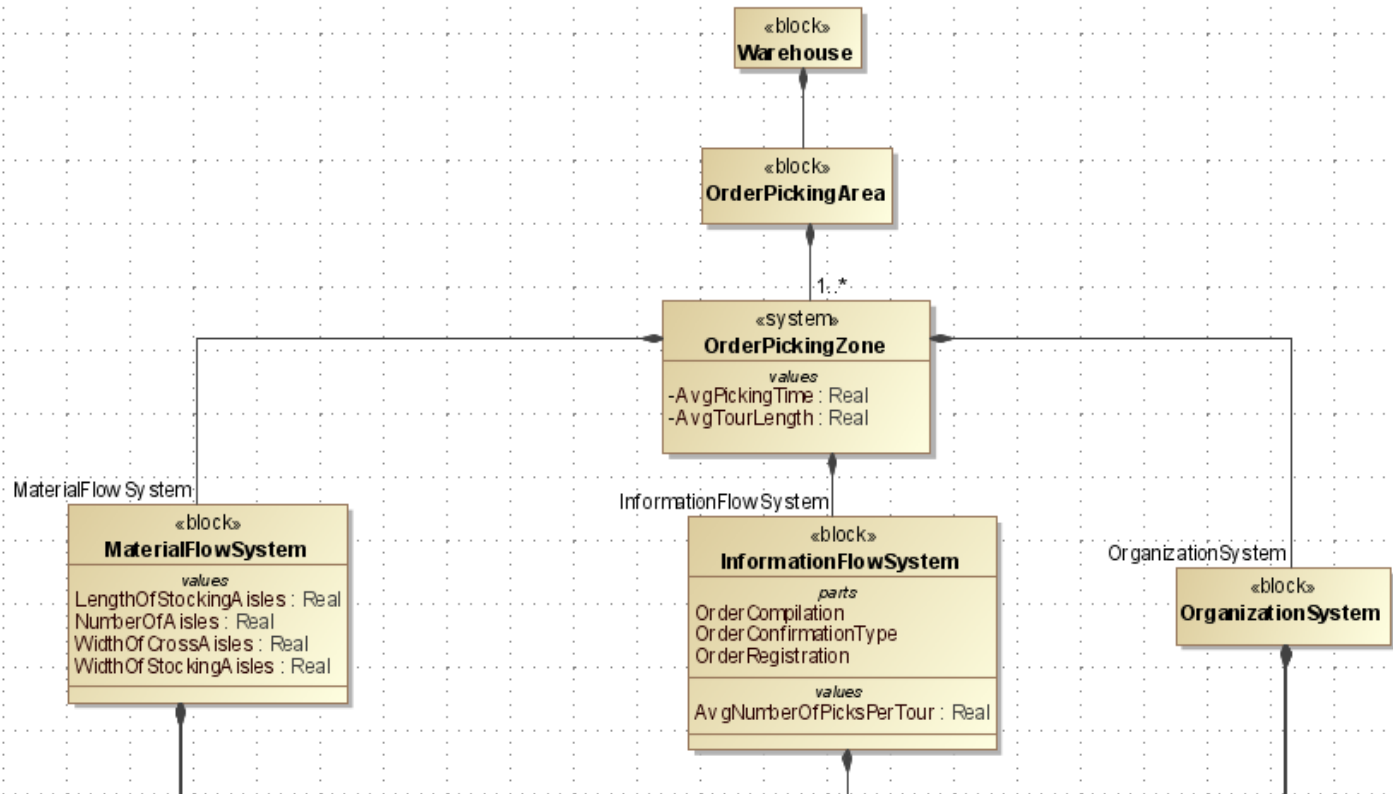 «block»
Warehouse
«block»
OrderPickingArea
1..*
«system»
OrderPickingZone
values
-AvgPickingTime : Real
-AvgTourLength : Real
MaterialFlowSystem
«block»
MaterialFlowSystem
values
LengthOfStockingAisles : Real
NumberOfAisles : Real
WidthOfCrossAisles : Real
WidthOfStockingAisles : Real
InformationFlowSystem
«block»
InformationFlowSystem
parts
OrderCompilation
OrderConfirmationType
OrderRegistration
values
AvgNumberOfPicksPerTour : Real
OrganizationSystem
«block»
OrganizationSystem